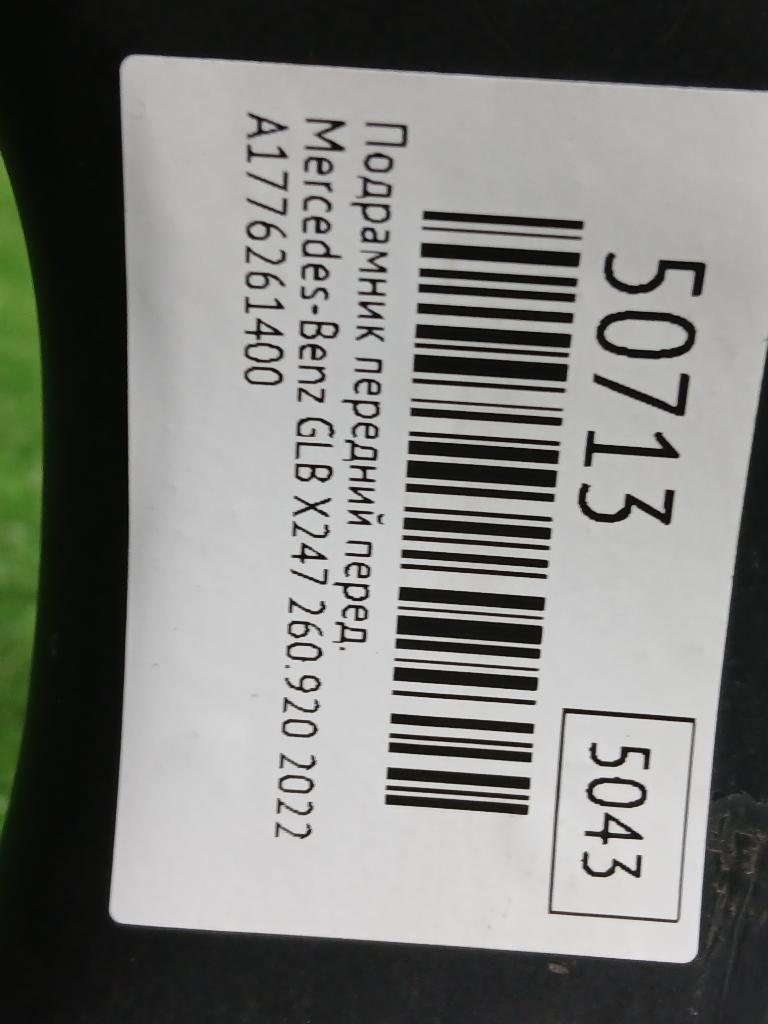 50713
5043
Подрамник передний перед.
Mercedes-Benz GLB X247 260.920 2022
A1776261400